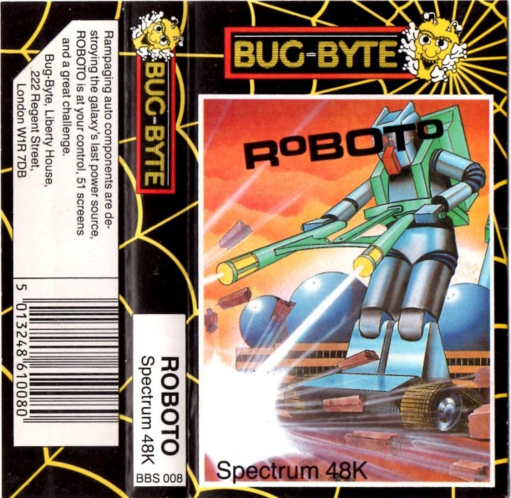 Rampaging auto components are de-
stroying the galaxy's last power source,
ROBOTO is at your control, 51 screens
and a great challenge.
Bug-Byte, Liberty House,
222 Regent Street,
London W1R 7DB
5 013248 610080
BUG-BYTE
ROBOTO
Spectrum 48K
BBS 008
BUG-BYTE
ROBOTO
Spectrum 48K